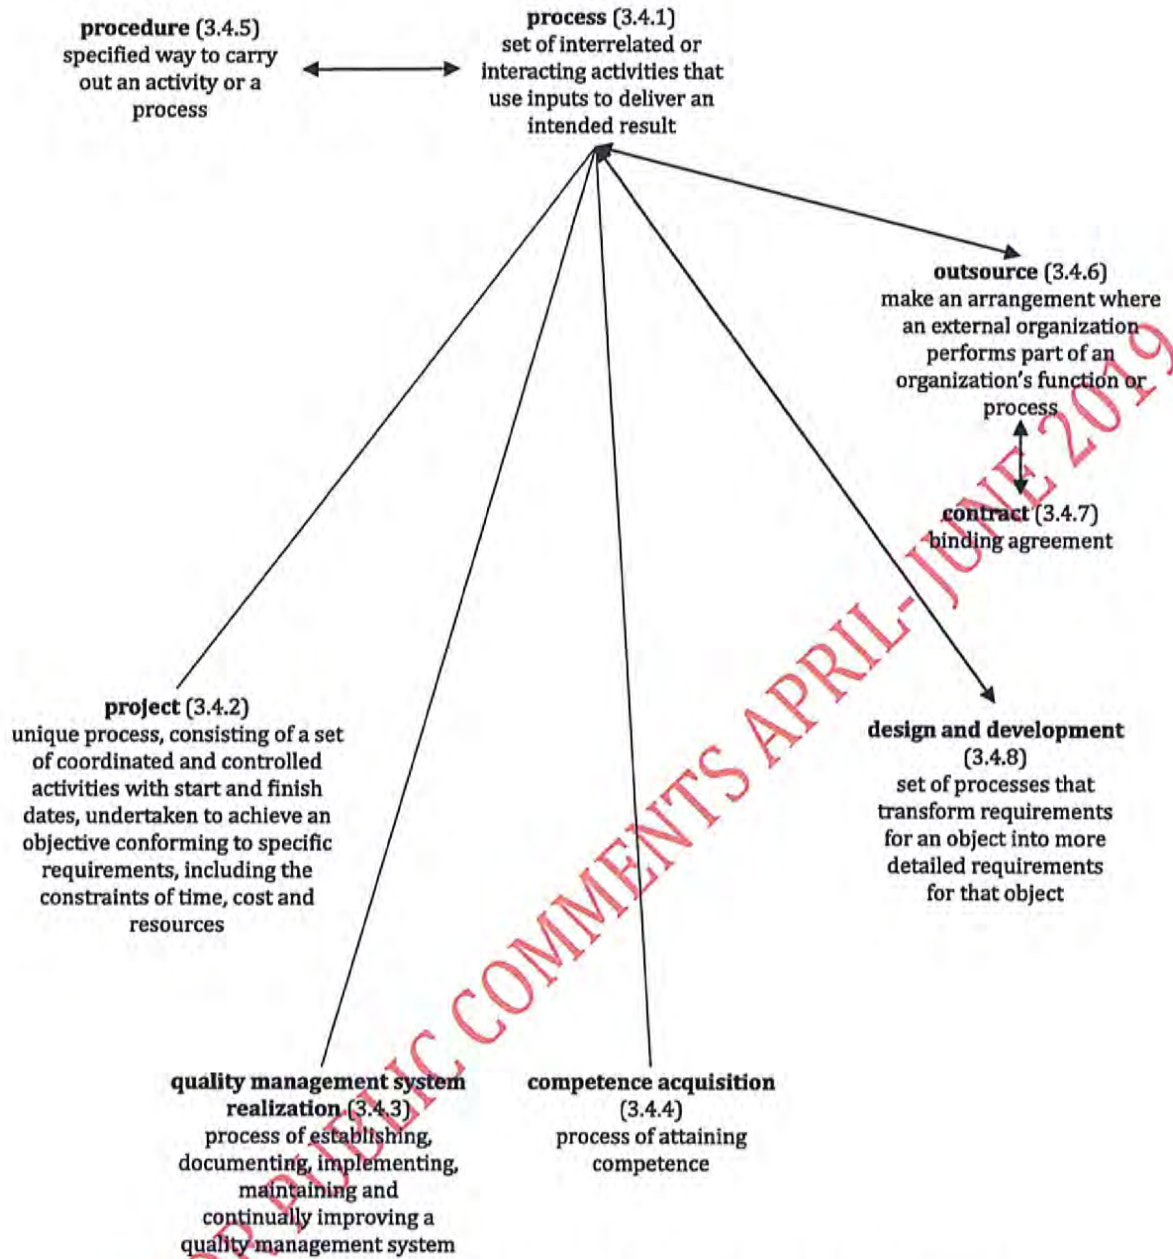 procedure (3.4.5)
specified way to carry
out an activity or a
process
process (3.4.1)
set of interrelated or
interacting activities that
use inputs to deliver an
intended result
outsource (3.4.6)
make an arrangement where
an external organization
performs part of an
organization's function or
process
contract (3.4.7)
binding agreement
project (3.4.2)
unique process, consisting of a set
of coordinated and controlled
activities with start and finish
dates, undertaken to achieve an
objective conforming to specific
requirements, including the
constraints of time, cost and
resources
design and development
(3.4.8)
set of processes that
transform requirements
for an object into more
detailed requirements
for that object
quality management system
realization (3.4.3)
process of establishing,
documenting, implementing,
maintaining and
continually improving a
quality management system
competence acquisition
(3.4.4)
process of attaining
competence
PUBLIC COMMENTS APRIL- JUNE 2019